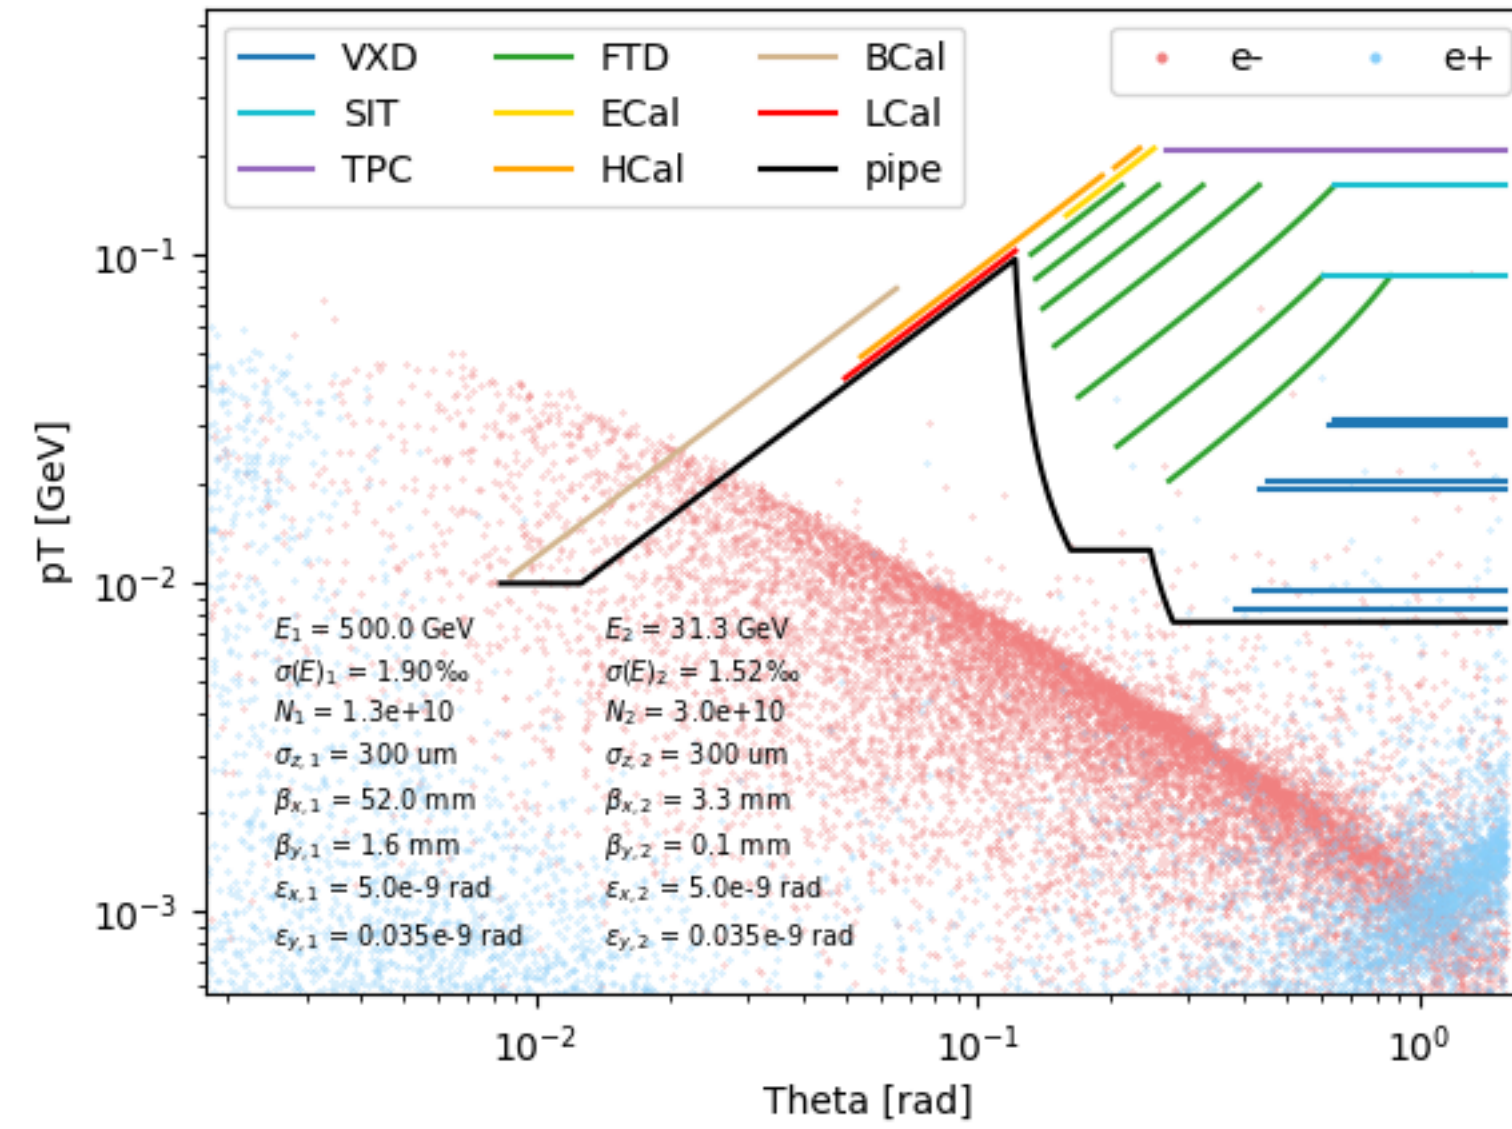 VXD FTD BCal e- e+
SIT ECal LCal
TPC HCal pipe
10⁻¹
10⁻²
10⁻³
pT [GeV]
E₁ = 500.0 GeV E₂ = 31.3 GeV
σ(E)₁ = 1.90‰ σ(E)₂ = 1.52‰
N₁ = 1.3e+10 N₂ = 3.0e+10
σz,1 = 300 um σz,2 = 300 um
βx,1 = 52.0 mm βx,2 = 3.3 mm
βy,1 = 1.6 mm βy,2 = 0.1 mm
εx,1 = 5.0e-9 rad εx,2 = 5.0e-9 rad
εy,1 = 0.035e-9 rad εy,2 = 0.035e-9 rad
10⁻² 10⁻¹ 10⁰
Theta [rad]